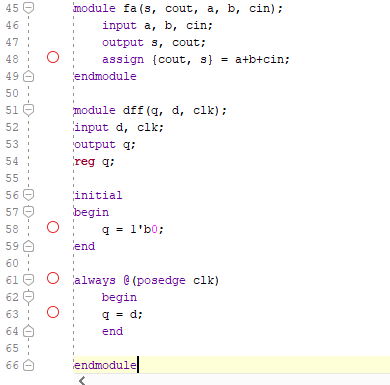 45 module fa(s, cout, a, b, cin);
46 input a, b, cin;
47 output s, cout;
48 assign {cout, s} = a+b+cin;
49 endmodule
50
51 module dff(q, d, clk);
52 input d, clk;
53 output q;
54 reg q;
55
56 initial
57 begin
58 q = 1'b0;
59 end
60
61 always @(posedge clk)
62 begin
63 q = d;
64 end
65
66 endmodule